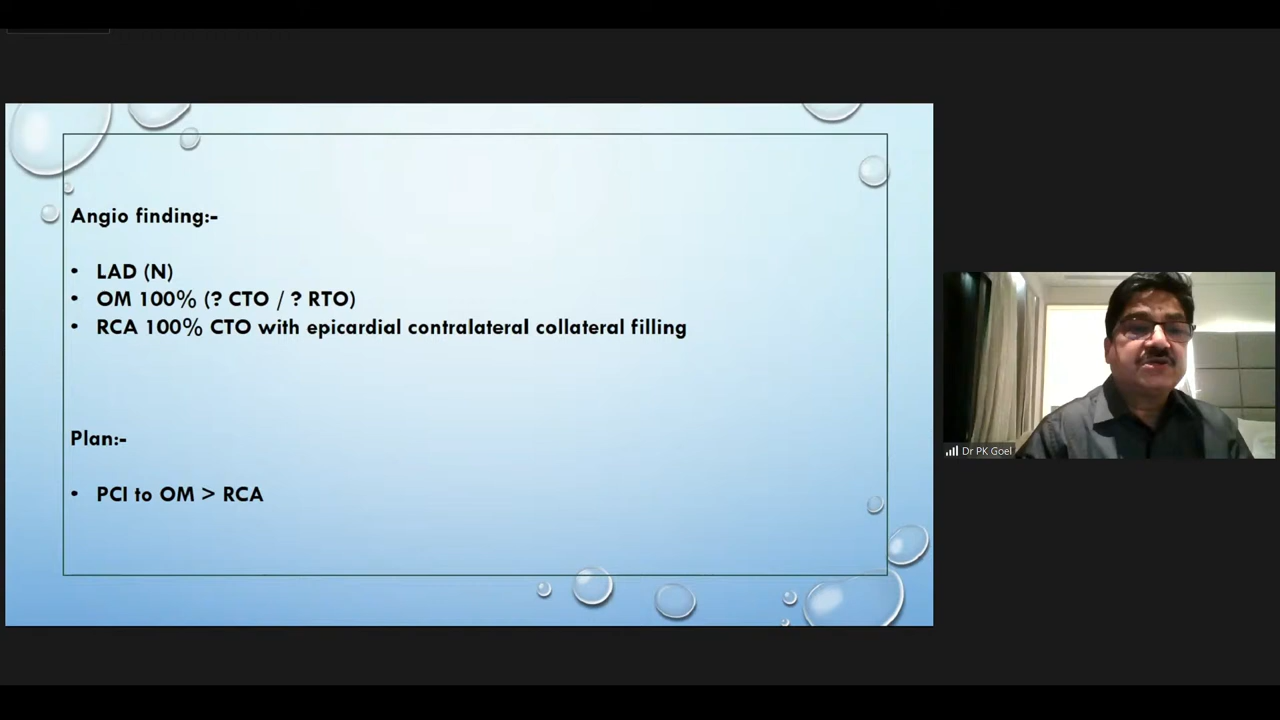 Angio finding:-
• LAD (N)
• OM 100% (? CTO / ? RTO)
• RCA 100% CTO with epicardial contralateral collateral filling
Plan:-
• PCI to OM > RCA
Dr PK Goel